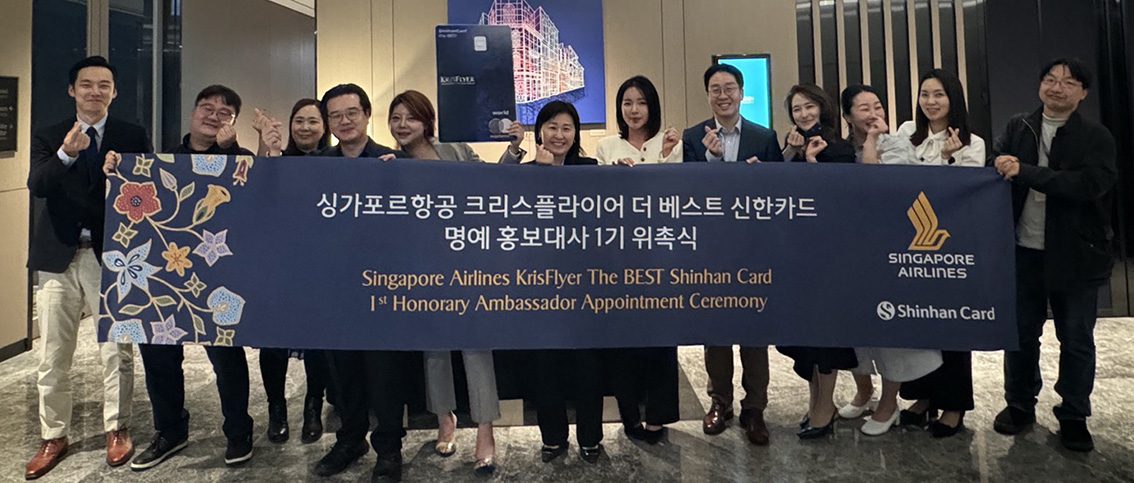 KRISFLYER
world
싱가포르항공 크리스플라이어 더 베스트 신한카드
명예 홍보대사 1기 위촉식
Singapore Airlines KrisFlyer The BEST Shinhan Card
1st Honorary Ambassador Appointment Ceremony
SINGAPORE
AIRLINES
Shinhan Card